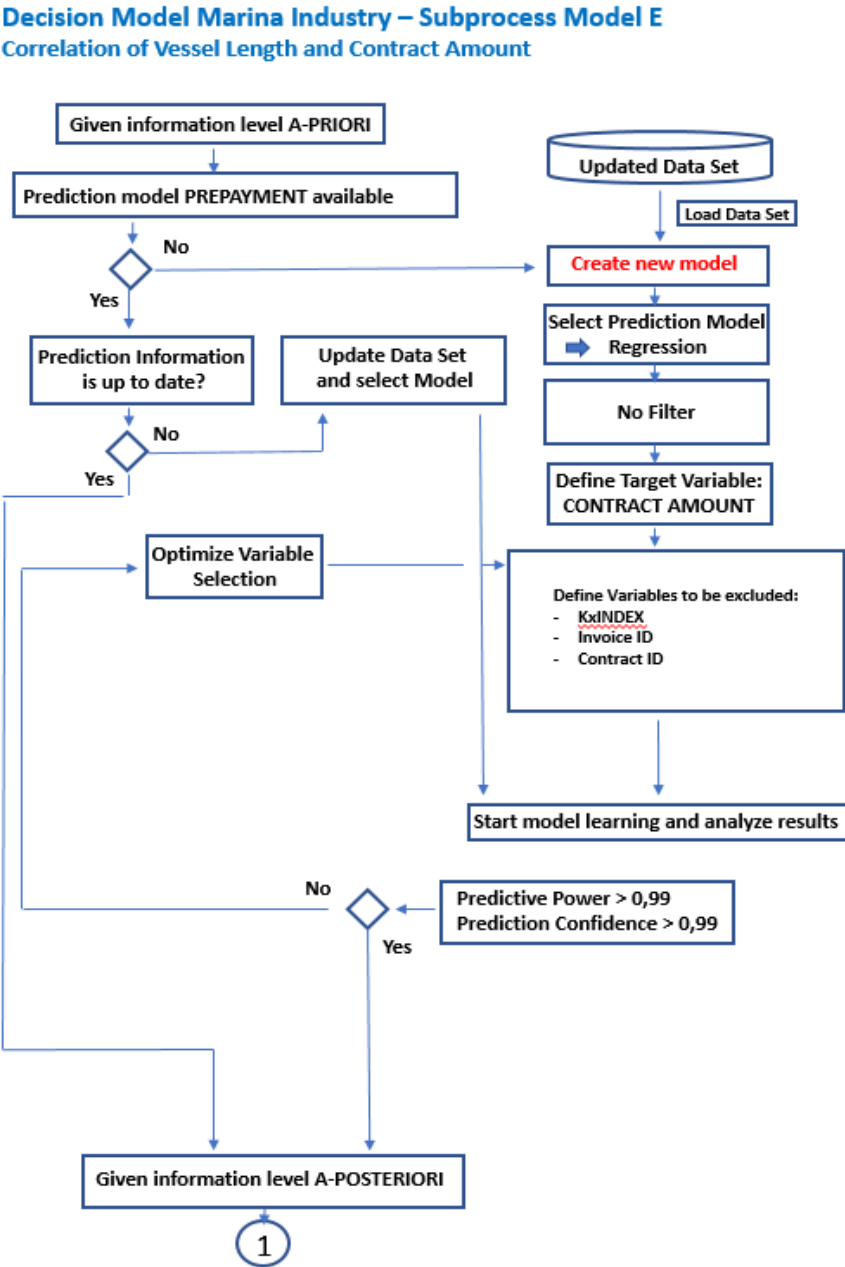 Decision Model Marina Industry – Subprocess Model E
Correlation of Vessel Length and Contract Amount
Given information level A-PRIORI
Prediction model PREPAYMENT available
No
Yes
Prediction Information
is up to date?
Update Data Set
and select Model
No
Yes
Optimize Variable
Selection
Updated Data Set
Load Data Set
Create new model
Select Prediction Model
Regression
No Filter
Define Target Variable:
CONTRACT AMOUNT
Define Variables to be excluded:
- KxINDEX
- Invoice ID
- Contract ID
Start model learning and analyze results
Predictive Power > 0,99
Prediction Confidence > 0,99
No
Yes
Given information level A-POSTERIORI
1